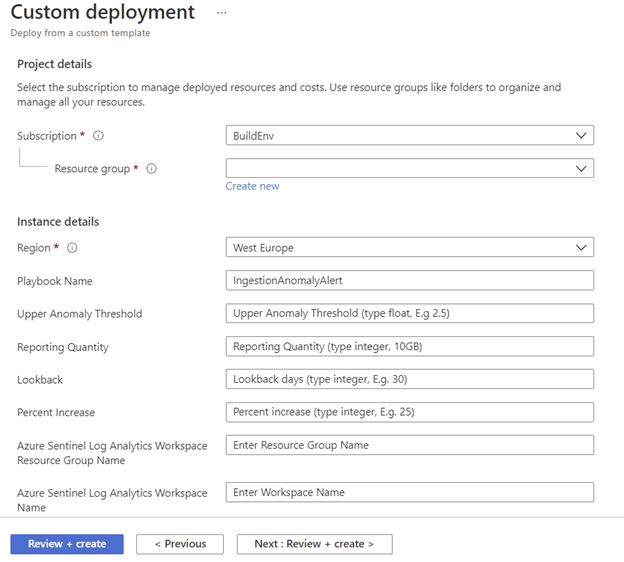 Custom deployment ...
Deploy from a custom template
Project details
Select the subscription to manage deployed resources and costs. Use resource groups like folders to organize and
manage all your resources.
Subscription * BuildEnv
Resource group *
Create new
Instance details
Region * West Europe
Playbook Name IngestionAnomalyAlert
Upper Anomaly Threshold Upper Anomaly Threshold (type float, E.g 2.5)
Reporting Quantity Reporting Quantity (type integer, 10GB)
Lookback Lookback days (type integer, E.g. 30)
Percent Increase Percent increase (type integer, E.g. 25)
Azure Sentinel Log Analytics Workspace Enter Resource Group Name
Resource Group Name
Azure Sentinel Log Analytics Workspace Enter Workspace Name
Name
Review + create < Previous Next : Review + create >